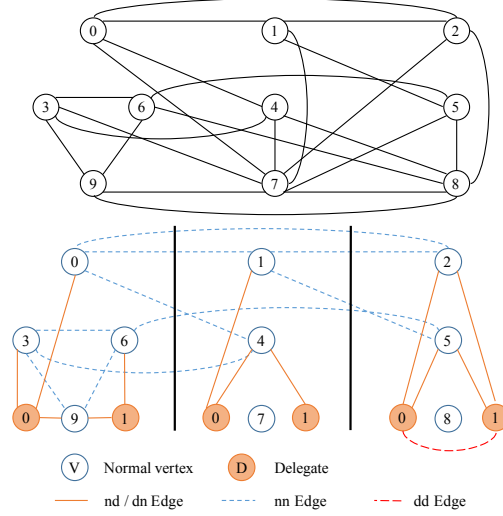 0 1 2
3 6 4 5
9 7 8
0 1 2
3 6 4 5
0 9 1 0 7 1 0 8 1
V Normal vertex D Delegate
nd / dn Edge nn Edge dd Edge